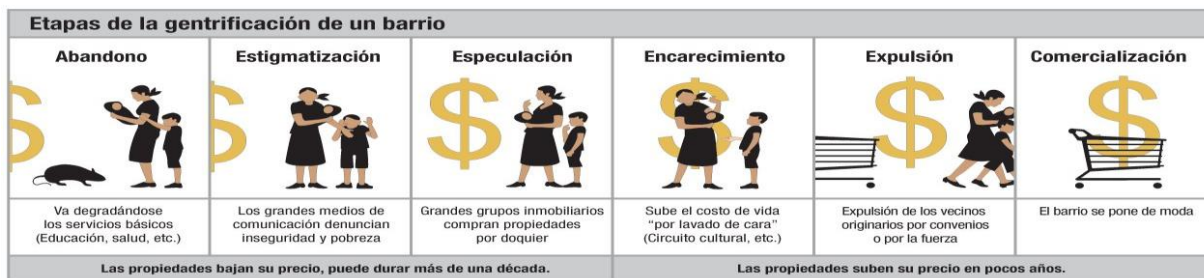 Etapas de la gentrificación de un barrio
Abandono
Estigmatización
Especulación
Encarecimiento
Expulsión
Comercialización
$
$
$
$
$
$
Va degradándose
los servicios básicos
(Educación, salud, etc.)
Los grandes medios de
comunicación denuncian
inseguridad y pobreza
Grandes grupos inmobiliarios
compran propiedades
por doquier
Sube el costo de vida
“por lavado de cara”
(Circuito cultural, etc.)
Expulsión de los vecinos
originarios por convenios
o por la fuerza
El barrio se pone de moda
Las propiedades bajan su precio, puede durar más de una década.
Las propiedades suben su precio en pocos años.